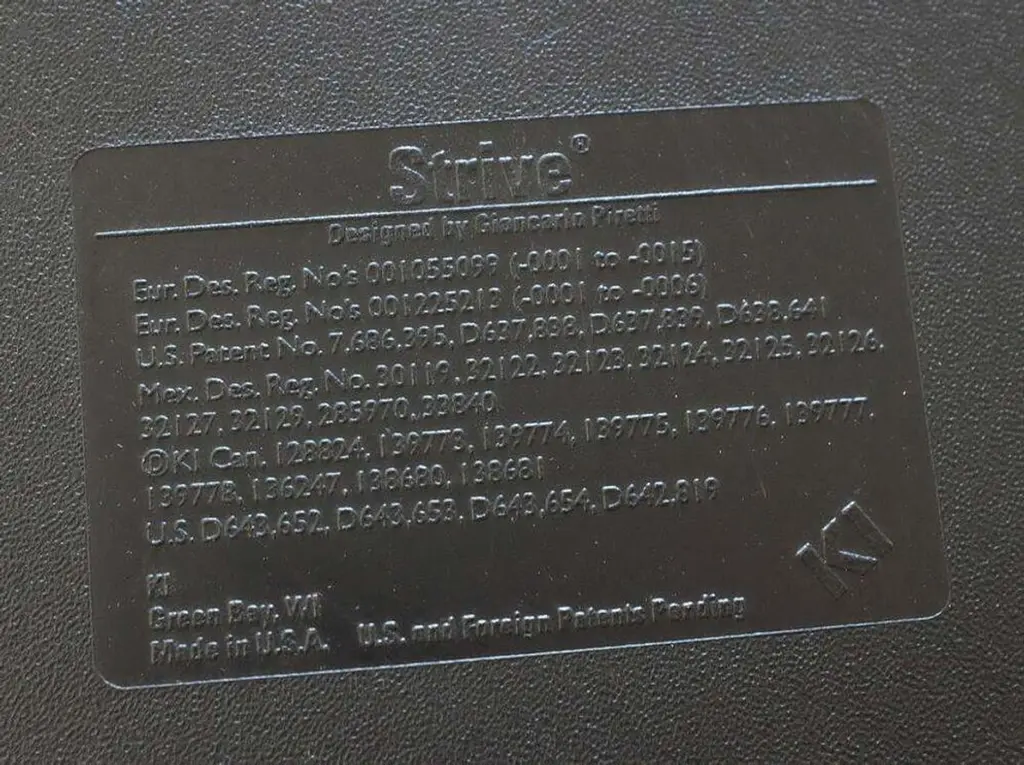 Strive®
Designed by Giancarlo Piretti
Eur. Des. Reg. No's 001055099 (-0001 to -0015)
Eur. Des. Reg. No's 001225213 (-0001 to -0006)
U.S. Patent No. 7,686,395, D637,838, D637,839, D638,641
Mex. Des. Reg. No. 30119, 32122, 32123, 32124, 32125, 32126,
32127, 32129, 285970, 33840
©KI Can. 128824, 139773, 139774, 139775, 139776, 139777,
139778, 136247, 138680, 138681
U.S. D643,652, D643,653, D643,654, D642,819
KI
KI
Green Bay, WI
Made in U.S.A. U.S. and Foreign Patents Pending